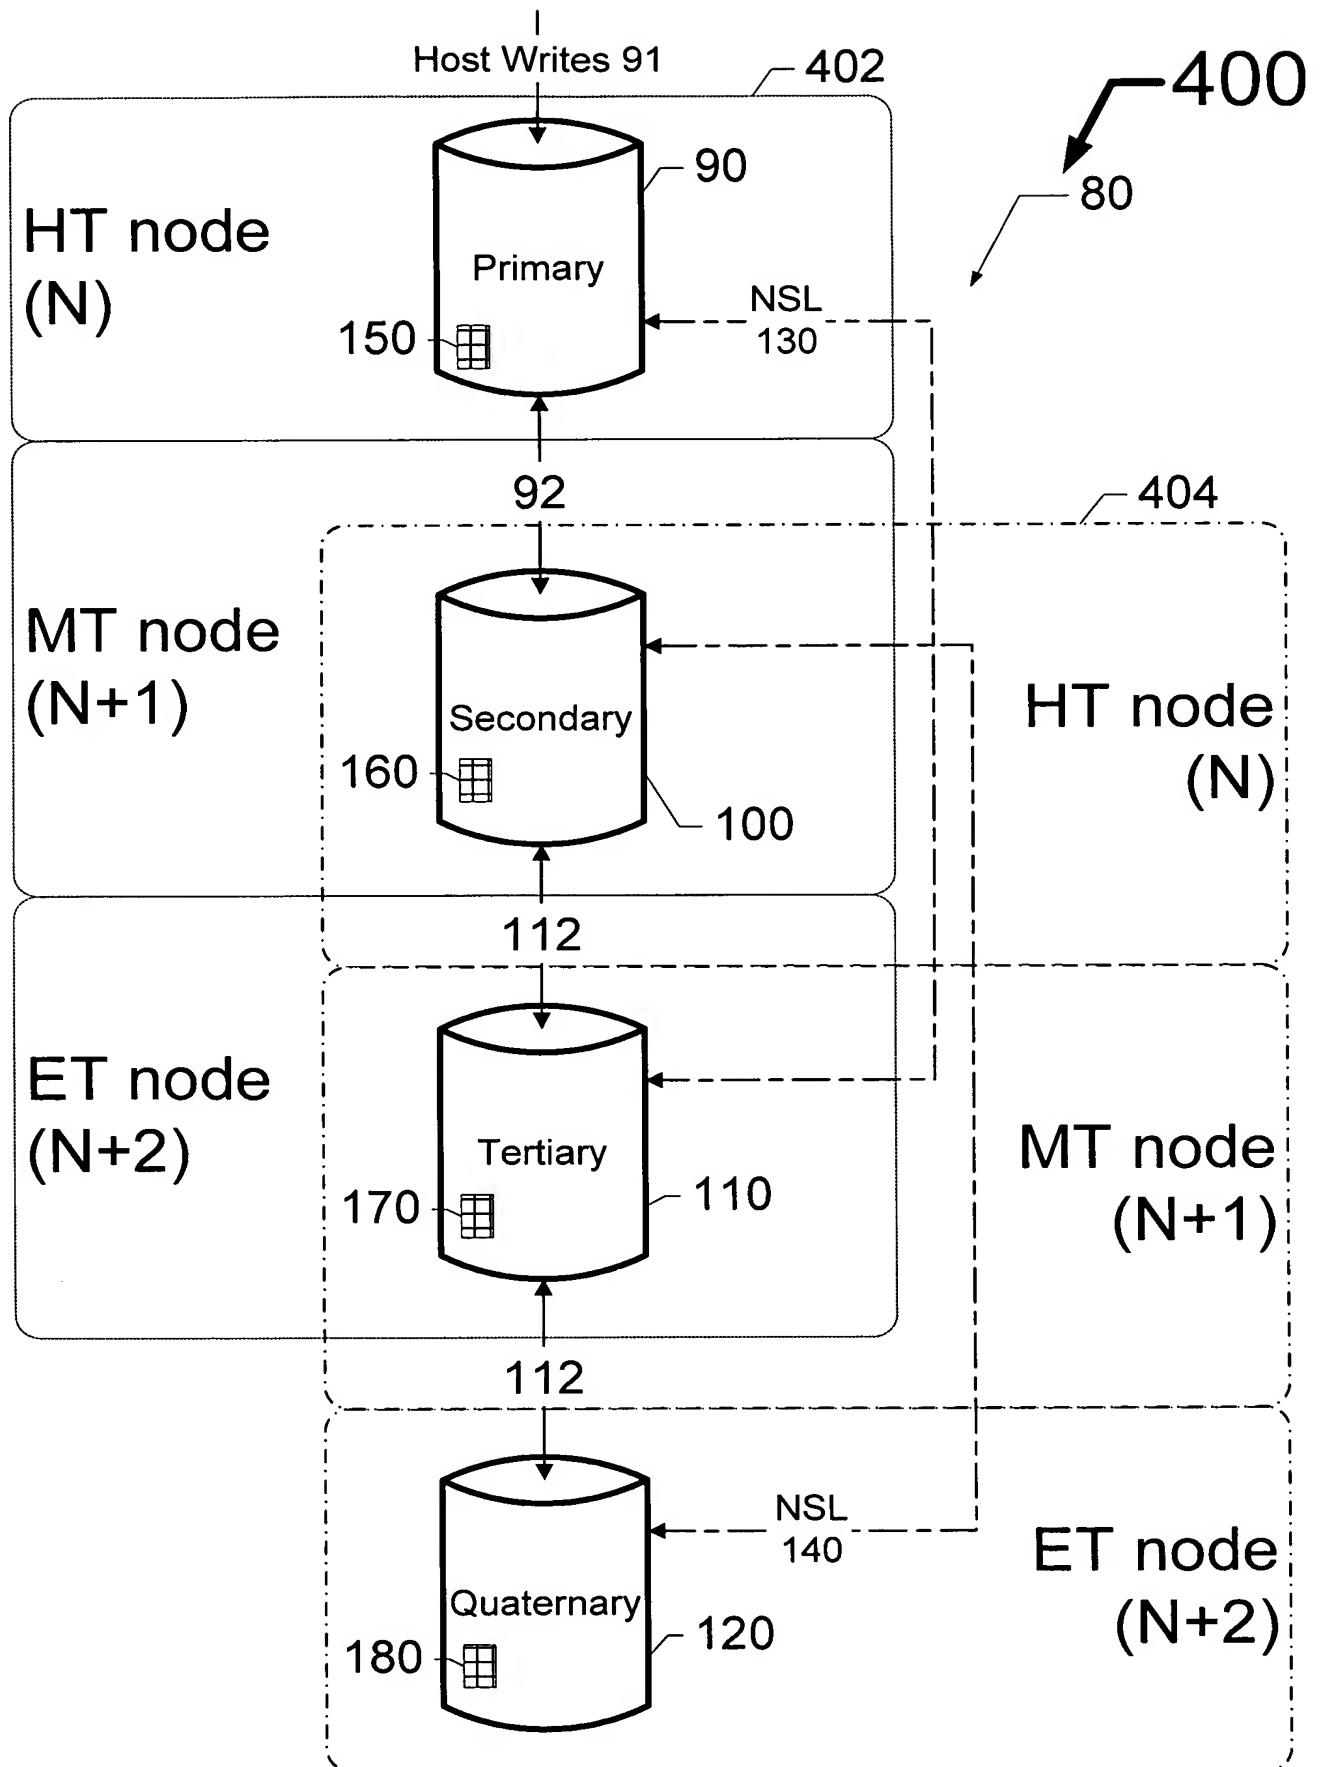 Host Writes 91
402
400
90
80
HT node
(N)
Primary
NSL
130
150
92
404
MT node
(N+1)
Secondary
HT node
(N)
160
100
112
ET node
(N+2)
Tertiary
MT node
(N+1)
170
110
112
NSL
140
ET node
(N+2)
Quaternary
120
180